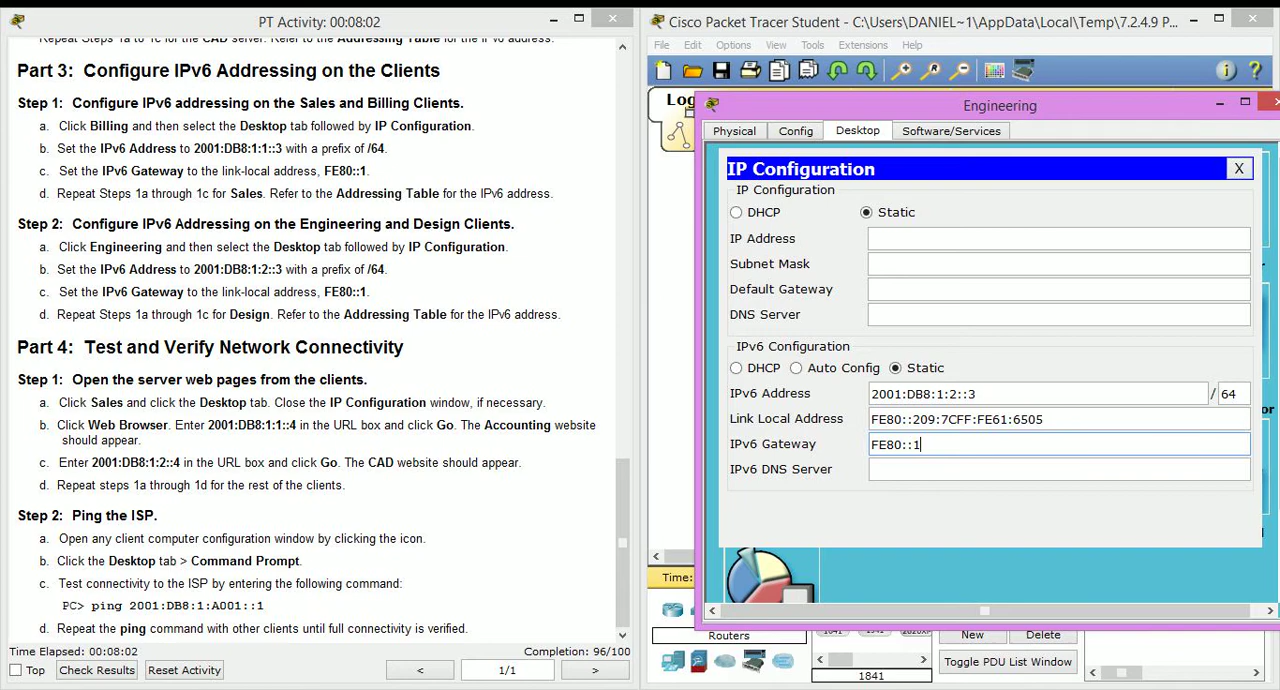 PT Activity: 00:08:02
Part 3: Configure IPv6 Addressing on the Clients
Step 1: Configure IPv6 addressing on the Sales and Billing Clients.
a. Click Billing and then select the Desktop tab followed by IP Configuration.
b. Set the IPv6 Address to 2001:DB8:1:1::3 with a prefix of /64.
c. Set the IPv6 Gateway to the link-local address, FE80::1.
d. Repeat Steps 1a through 1c for Sales. Refer to the Addressing Table for the IPv6 address.
Step 2: Configure IPv6 Addressing on the Engineering and Design Clients.
a. Click Engineering and then select the Desktop tab followed by IP Configuration.
b. Set the IPv6 Address to 2001:DB8:1:2::3 with a prefix of /64.
c. Set the IPv6 Gateway to the link-local address, FE80::1.
d. Repeat Steps 1a through 1c for Design. Refer to the Addressing Table for the IPv6 address.
Part 4: Test and Verify Network Connectivity
Step 1: Open the server web pages from the clients.
a. Click Sales and click the Desktop tab. Close the IP Configuration window, if necessary.
b. Click Web Browser. Enter 2001:DB8:1:1::4 in the URL box and click Go. The Accounting website
should appear.
c. Enter 2001:DB8:1:2::4 in the URL box and click Go. The CAD website should appear.
d. Repeat steps 1a through 1d for the rest of the clients.
Step 2: Ping the ISP.
a. Open any client computer configuration window by clicking the icon.
b. Click the Desktop tab > Command Prompt.
c. Test connectivity to the ISP by entering the following command:
PC> ping 2001:DB8:1:A001::1
d. Repeat the ping command with other clients until full connectivity is verified.
Time Elapsed: 00:08:02 Completion: 96/100
Top Check Results Reset Activity < 1/1 >
Cisco Packet Tracer Student - C:\Users\DANIEL~1\AppData\Local\Temp\7.2.4.9 P...
File Edit Options View Tools Extensions Help
Log
Engineering
Physical Config Desktop Software/Services
IP Configuration X
IP Configuration
DHCP Static
IP Address
Subnet Mask
Default Gateway
DNS Server
IPv6 Configuration
DHCP Auto Config Static
IPv6 Address 2001:DB8:1:2::3 / 64
Link Local Address FE80::209:7CFF:FE61:6505
IPv6 Gateway FE80::1
IPv6 DNS Server
Time:
Routers
1841
New Delete
Toggle PDU List Window